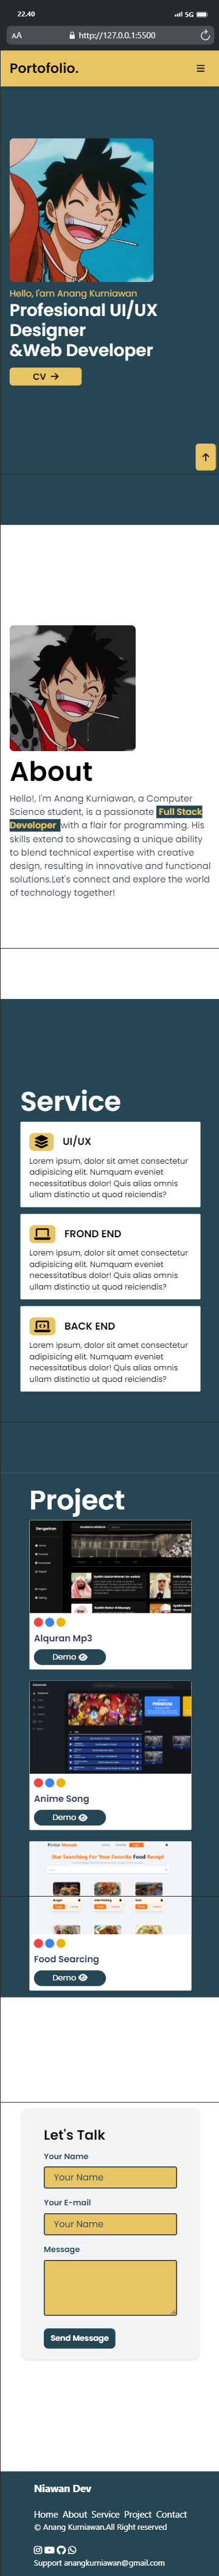 22.40
5G
AA
http://127.0.0.1:5500
Portofolio.
Hello, I'am Anang Kurniawan
Profesional UI/UX
Designer
&Web Developer
CV
About
Hello!, I'm Anang Kurniawan, a Computer
Science student, is a passionate Full Stack
Developer with a flair for programming. His
skills extend to showcasing a unique ability
to blend technical expertise with creative
design, resulting in innovative and functional
solutions.Let's connect and explore the world
of technology together!
Service
UI/UX
Lorem ipsum, dolor sit amet consectetur
adipisicing elit. Numquam eveniet
necessitatibus dolor! Quis alias omnis
ullam distinctio ut quod reiciendis?
FROND END
Lorem ipsum, dolor sit amet consectetur
adipisicing elit. Numquam eveniet
necessitatibus dolor! Quis alias omnis
ullam distinctio ut quod reiciendis?
BACK END
Lorem ipsum, dolor sit amet consectetur
adipisicing elit. Numquam eveniet
necessitatibus dolor! Quis alias omnis
ullam distinctio ut quod reiciendis?
Project
Alquran Mp3
Demo
PREMIUM
Anime Song
Demo
Star Searching For Your Favorite Food Recept
Food Searcing
Demo
Let's Talk
Your Name
Your Name
Your E-mail
Your Name
Message
Send Message
Niawan Dev
Home About Service Project Contact
© Anang Kurniawan.All Right reserved
Support anangkurniawan@gmail.com